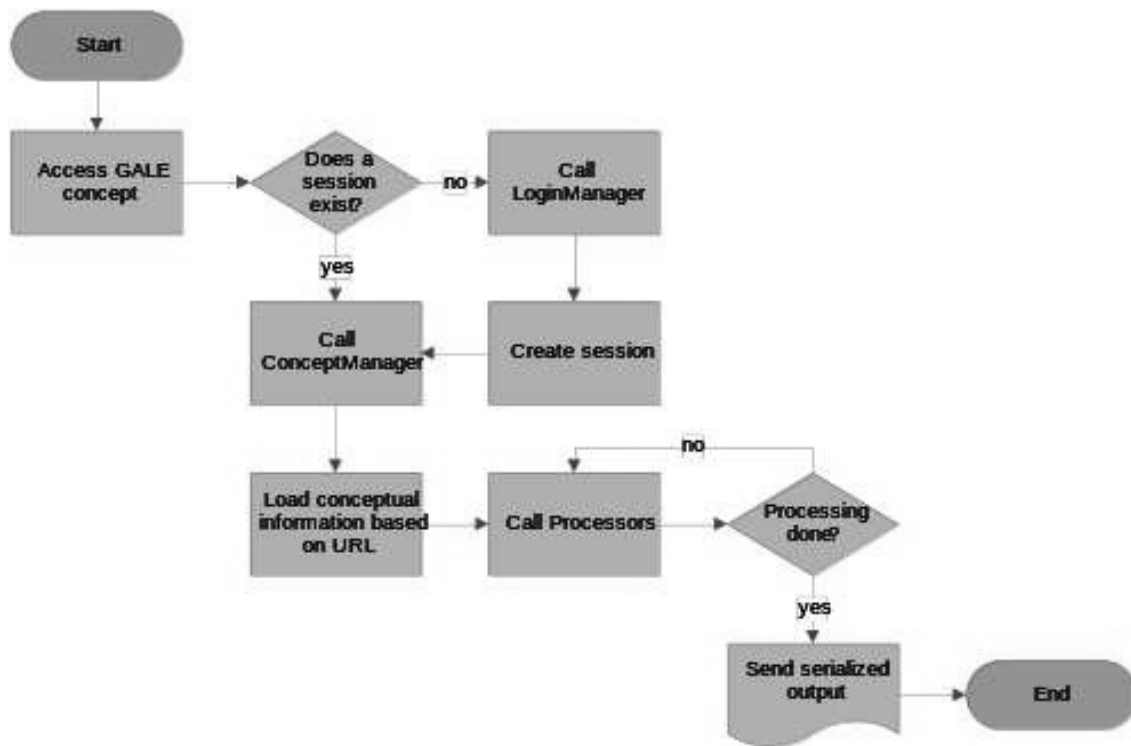 Start
Access GALE
concept
Does a
session
exist?
no
Call
LoginManager
yes
Call
ConceptManager
Create session
no
Load conceptual
information based
on URL
Call Processors
Processing
done?
yes
Send serialized
output
End